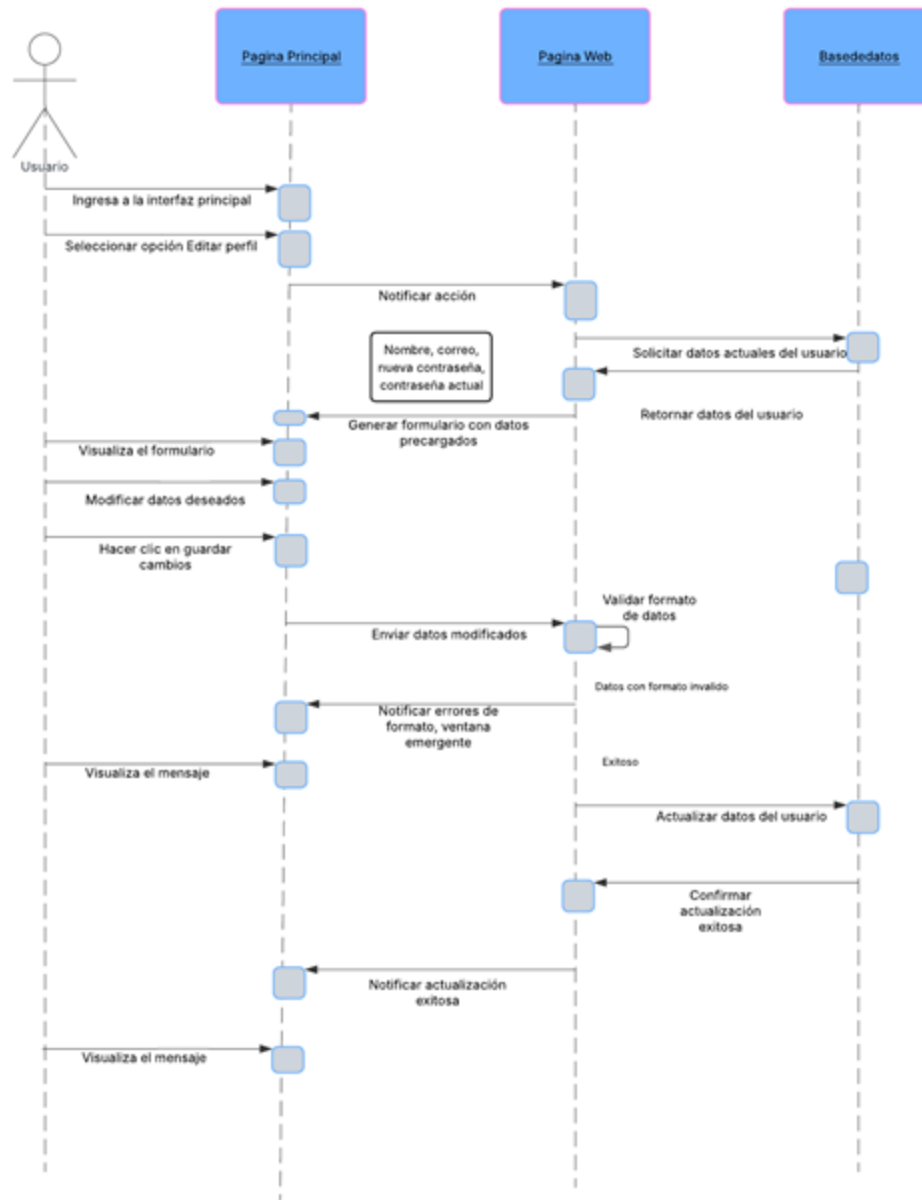 Pagina Principal
Pagina Web
Basededatos
Usuario
Ingresa a la interfaz principal
Seleccionar opción Editar perfil
Notificar acción
Solicitar datos actuales del usuario
Nombre, correo,
nueva contraseña,
contraseña actual
Retornar datos del usuario
Generar formulario con datos
precargados
Visualiza el formulario
Modificar datos deseados
Hacer clic en guardar
cambios
Validar formato
de datos
Enviar datos modificados
Datos con formato invalido
Notificar errores de
formato, ventana
emergente
Exitoso
Visualiza el mensaje
Actualizar datos del usuario
Confirmar
actualización
exitosa
Notificar actualización
exitosa
Visualiza el mensaje